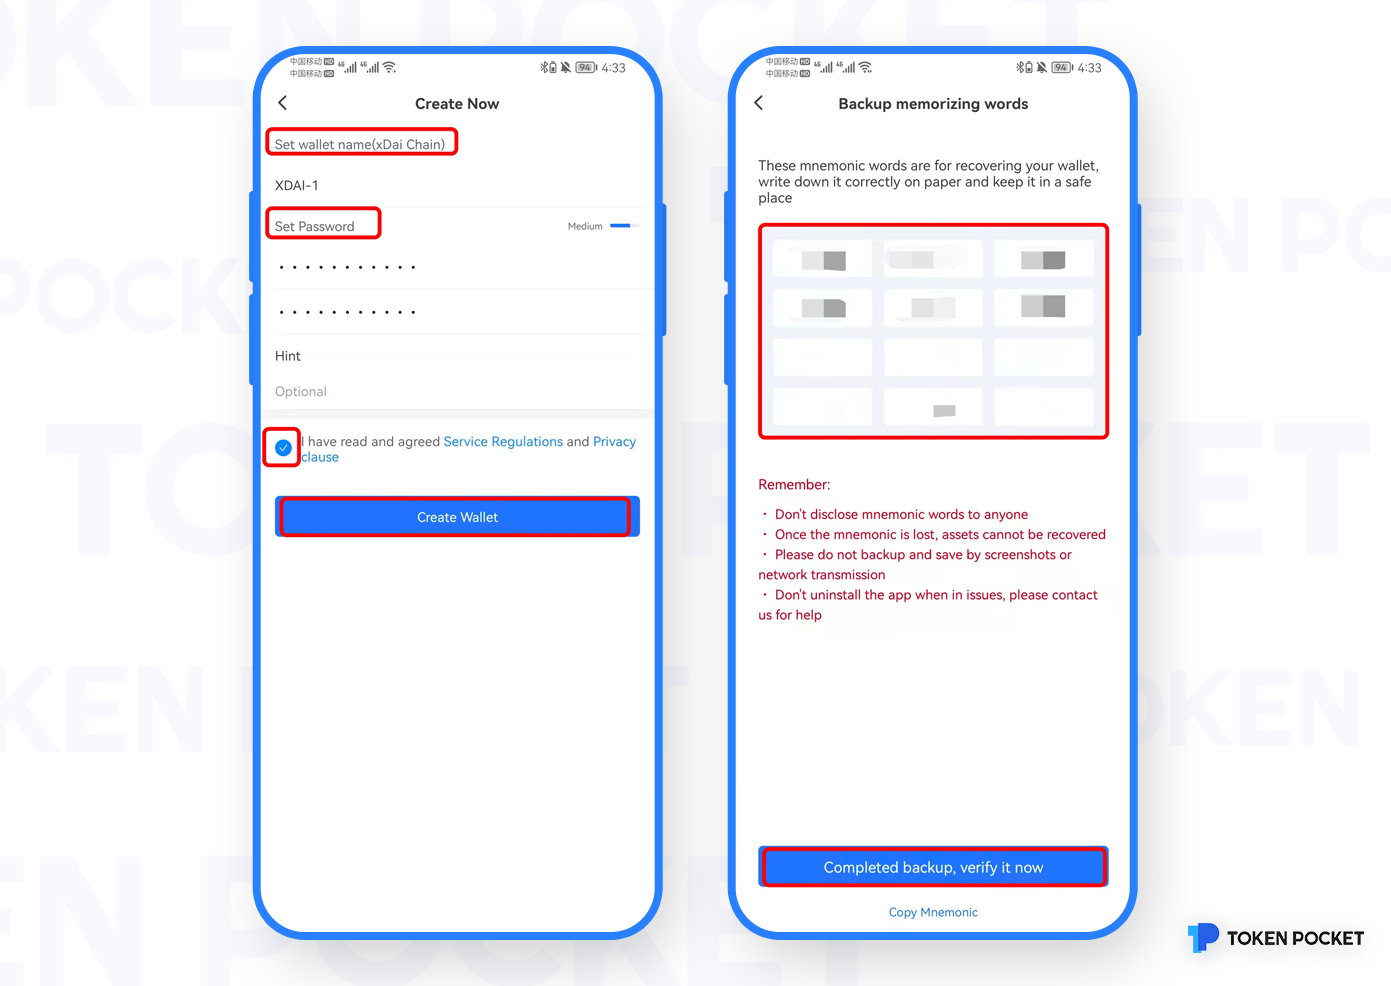 中国移动 HD 4G 4G
中国移动 HD
94 4:33
Create Now
Set wallet name(xDai Chain)
XDAI-1
Set Password
Medium
Hint
Optional
I have read and agreed Service Regulations and Privacy
clause
Create Wallet
中国移动 HD 4G 4G
中国移动 HD
94 4:33
Backup memorizing words
These mnemonic words are for recovering your wallet,
write down it correctly on paper and keep it in a safe
place
Remember:
· Don't disclose mnemonic words to anyone
· Once the mnemonic is lost, assets cannot be recovered
· Please do not backup and save by screenshots or
network transmission
· Don't uninstall the app when in issues, please contact
us for help
Completed backup, verify it now
Copy Mnemonic
TOKEN POCKET